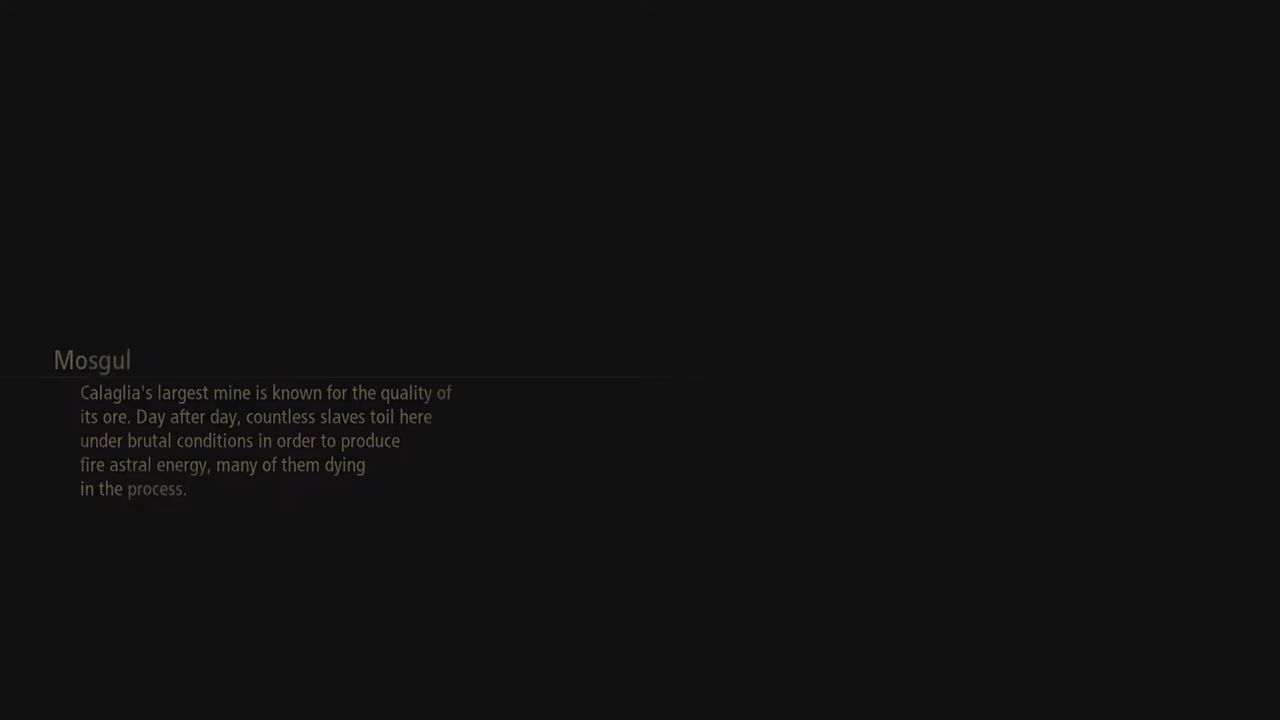 Mosgul
Calaglia's largest mine is known for the quality of
its ore. Day after day, countless slaves toil here
under brutal conditions in order to produce
fire astral energy, many of them dying
in the process.